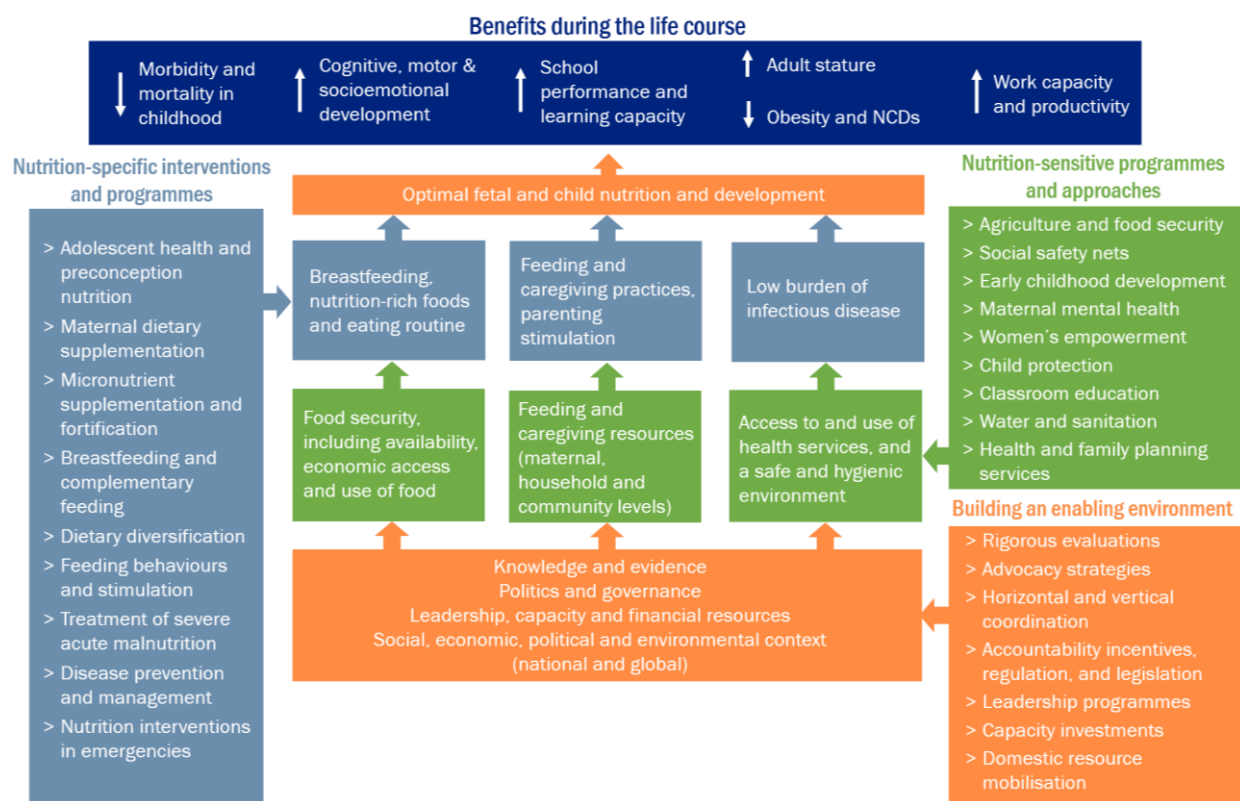 Benefits during the life course
Morbidity and
mortality in
childhood
Cognitive, motor &
socioemotional
development
School
performance and
learning capacity
Adult stature
Obesity and NCDs
Work capacity
and productivity
Nutrition-specific interventions
and programmes
> Adolescent health and
preconception
nutrition
> Maternal dietary
supplementation
> Micronutrient
supplementation and
fortification
> Breastfeeding and
complementary
feeding
> Dietary diversification
> Feeding behaviours
and stimulation
> Treatment of severe
acute malnutrition
> Disease prevention
and management
> Nutrition interventions
in emergencies
Optimal fetal and child nutrition and development
Breastfeeding,
nutrition-rich foods
and eating routine
Feeding and
caregiving practices,
parenting
stimulation
Low burden of
infectious disease
Food security,
including availability,
economic access
and use of food
Feeding and
caregiving resources
(maternal,
household and
community levels)
Access to and use of
health services, and
a safe and hygienic
environment
Knowledge and evidence
Politics and governance
Leadership, capacity and financial resources
Social, economic, political and environmental context
(national and global)
Nutrition-sensitive programmes
and approaches
> Agriculture and food security
> Social safety nets
> Early childhood development
> Maternal mental health
> Women's empowerment
> Child protection
> Classroom education
> Water and sanitation
> Health and family planning
services
Building an enabling environment
> Rigorous evaluations
> Advocacy strategies
> Horizontal and vertical
coordination
> Accountability incentives,
regulation, and legislation
> Leadership programmes
> Capacity investments
> Domestic resource
mobilisation